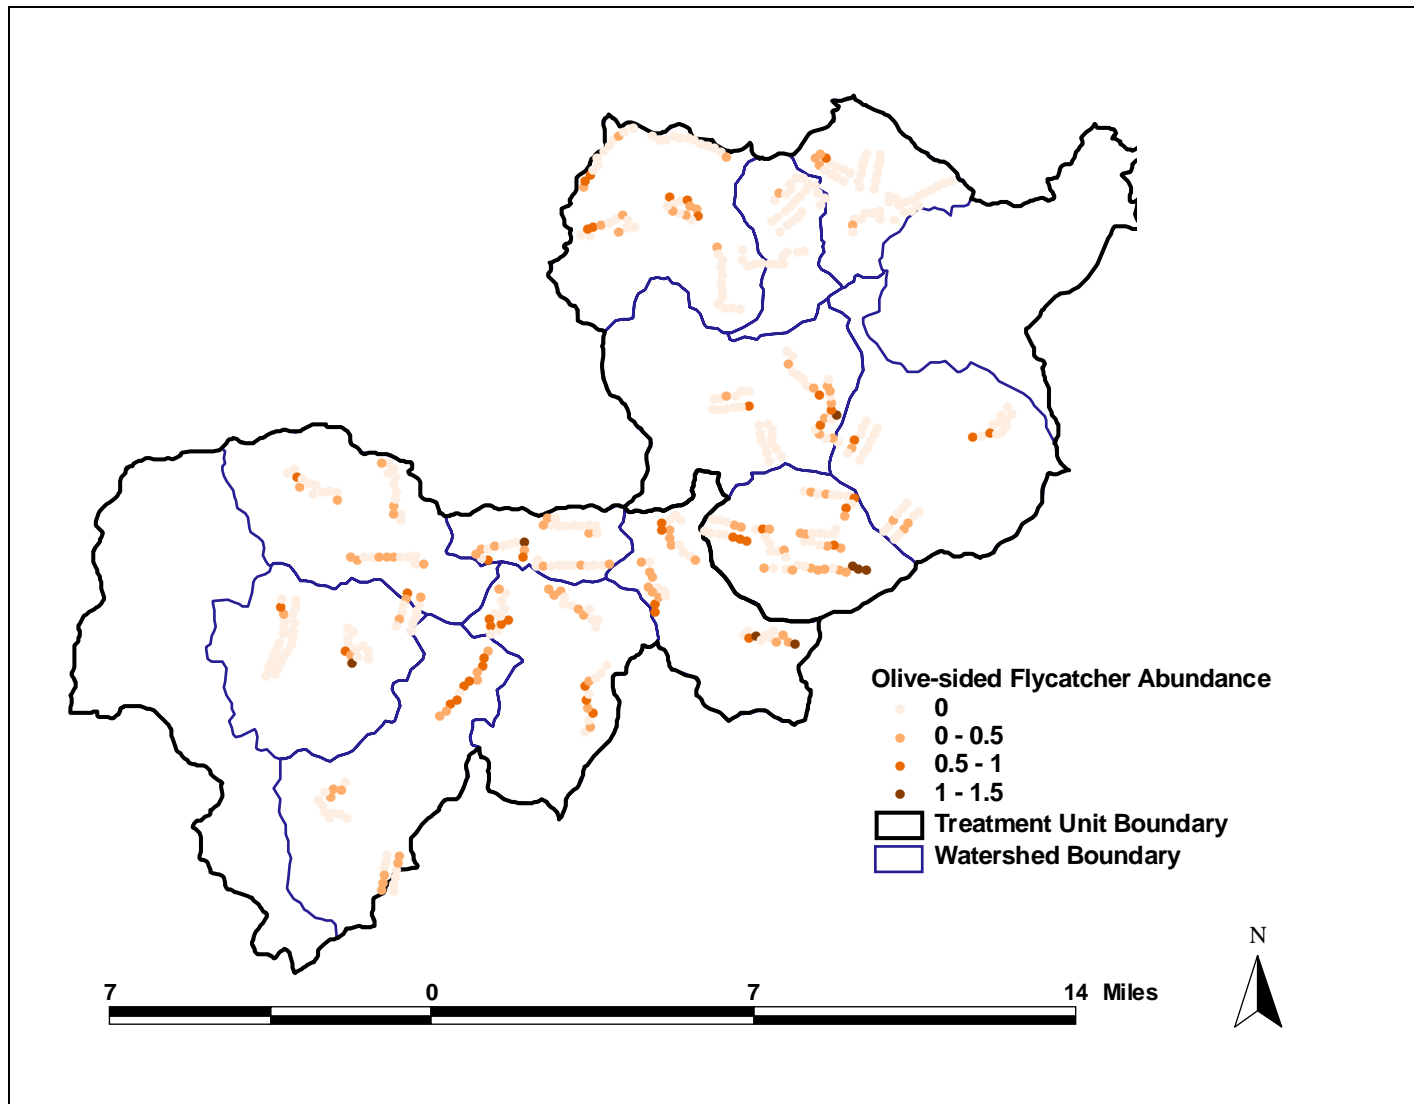 Olive-sided Flycatcher Abundance
0
0 - 0.5
0.5 - 1
1 - 1.5
Treatment Unit Boundary
Watershed Boundary
N
7 0 7 14 Miles